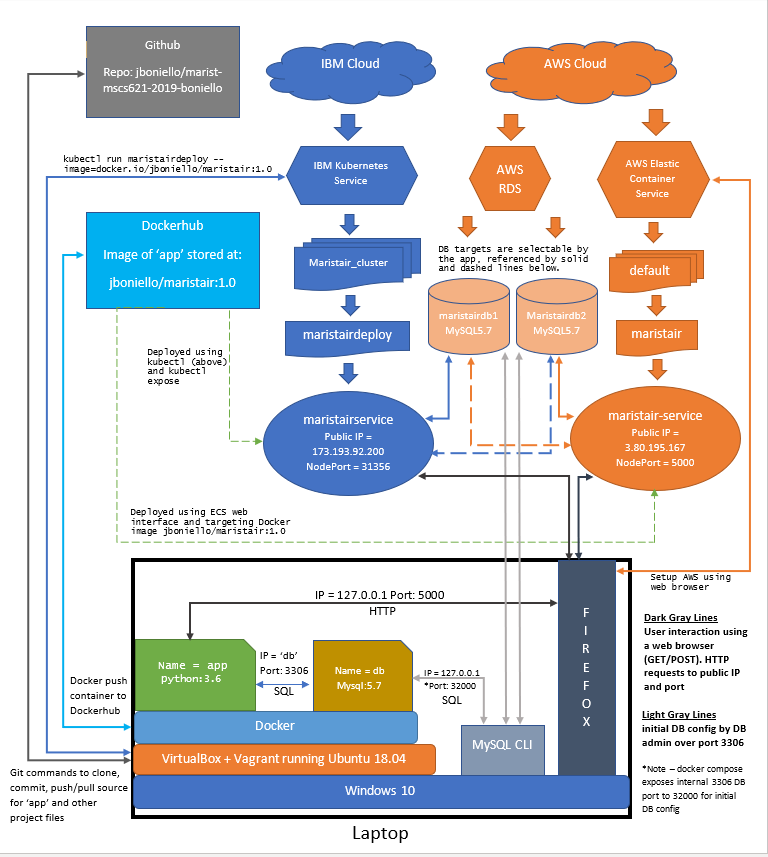 Github
Repo: jboniello/marist-
mscs621-2019-boniello
IBM Cloud
AWS Cloud
kubectl run maristairdeploy --
image=docker.io/jboniello/maristair:1.0
IBM Kubernetes
Service
AWS
RDS
AWS Elastic
Container
Service
Dockerhub
Image of ‘app’ stored at:
jboniello/maristair:1.0
Maristair_cluster
DB targets are selectable by
the app, referenced by solid
and dashed lines below.
default
maristairdb1
MySQL5.7
Maristairdb2
MySQL5.7
maristairdeploy
maristair
Deployed using
kubectl (above)
and kubectl
expose
maristairservice
Public IP =
173.193.92.200
NodePort = 31356
maristair-service
Public IP =
3.80.195.167
NodePort = 5000
Deployed using ECS web
interface and targeting Docker
image jboniello/maristair:1.0
Setup AWS using
web browser
IP = 127.0.0.1 Port: 5000
HTTP
FIREFOX
Dark Gray Lines
User interaction using
a web browser
(GET/POST). HTTP
requests to public IP
and port
Name = app
python:3.6
IP = ‘db’
Port: 3306
SQL
Name = db
Mysql:5.7
IP = 127.0.0.1
*Port: 32000
SQL
Docker push
container to
Dockerhub
Light Gray Lines
initial DB config by DB
admin over port 3306
Docker
MySQL CLI
VirtualBox + Vagrant running Ubuntu 18.04
*Note – docker compose
exposes internal 3306 DB
port to 32000 for initial
DB config
Git commands to clone,
commit, push/pull source
for ‘app’ and other
project files
Windows 10
Laptop